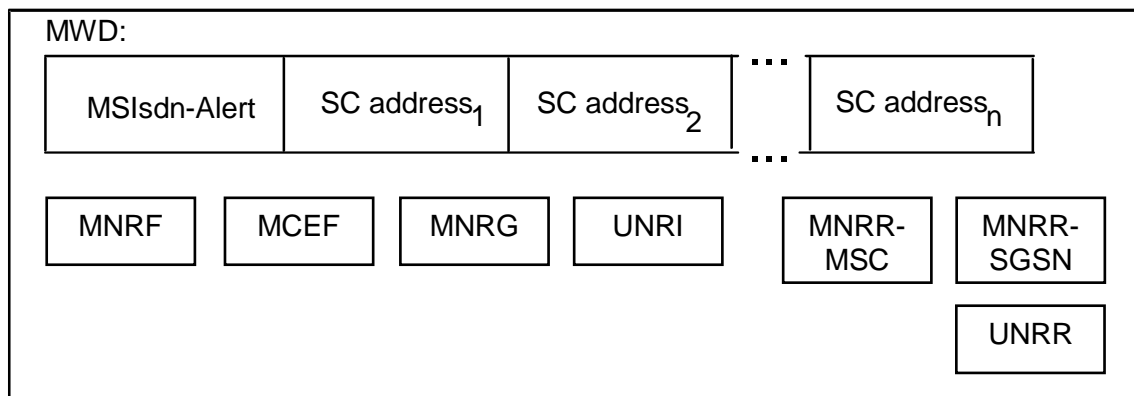 MWD:
MSIsdn-Alert SC address1 SC address2 ... SC addressn
...
MNRF MCEF MNRG UNRI MNRR-
MSC MNRR-
SGSN
UNRR